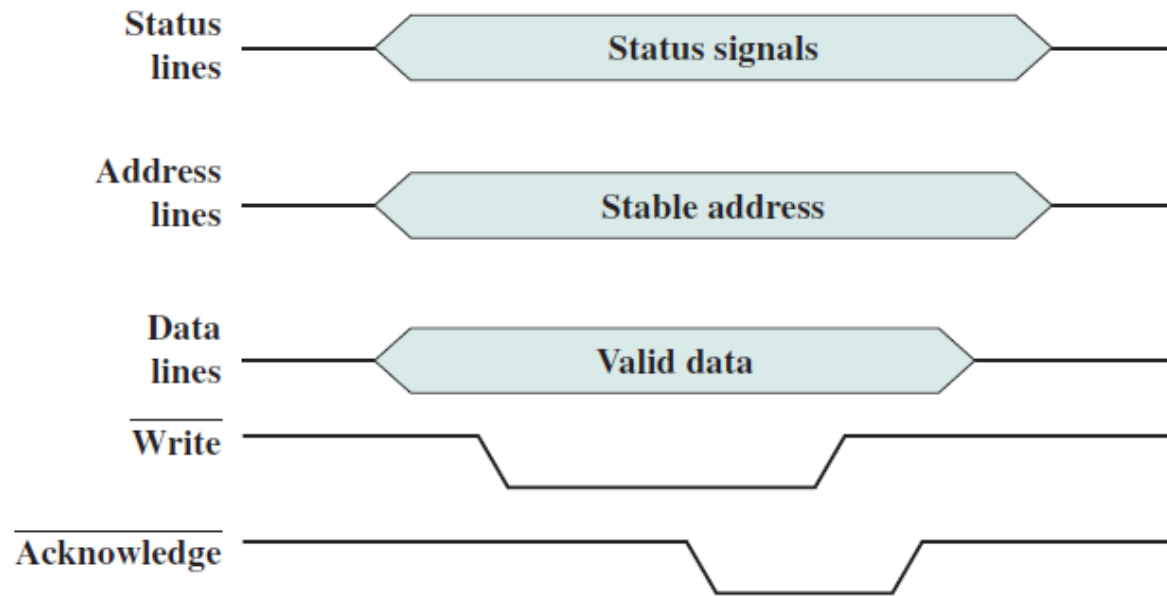 Status
lines
Status signals
Address
lines
Stable address
Data
lines
Valid data
Write
Acknowledge